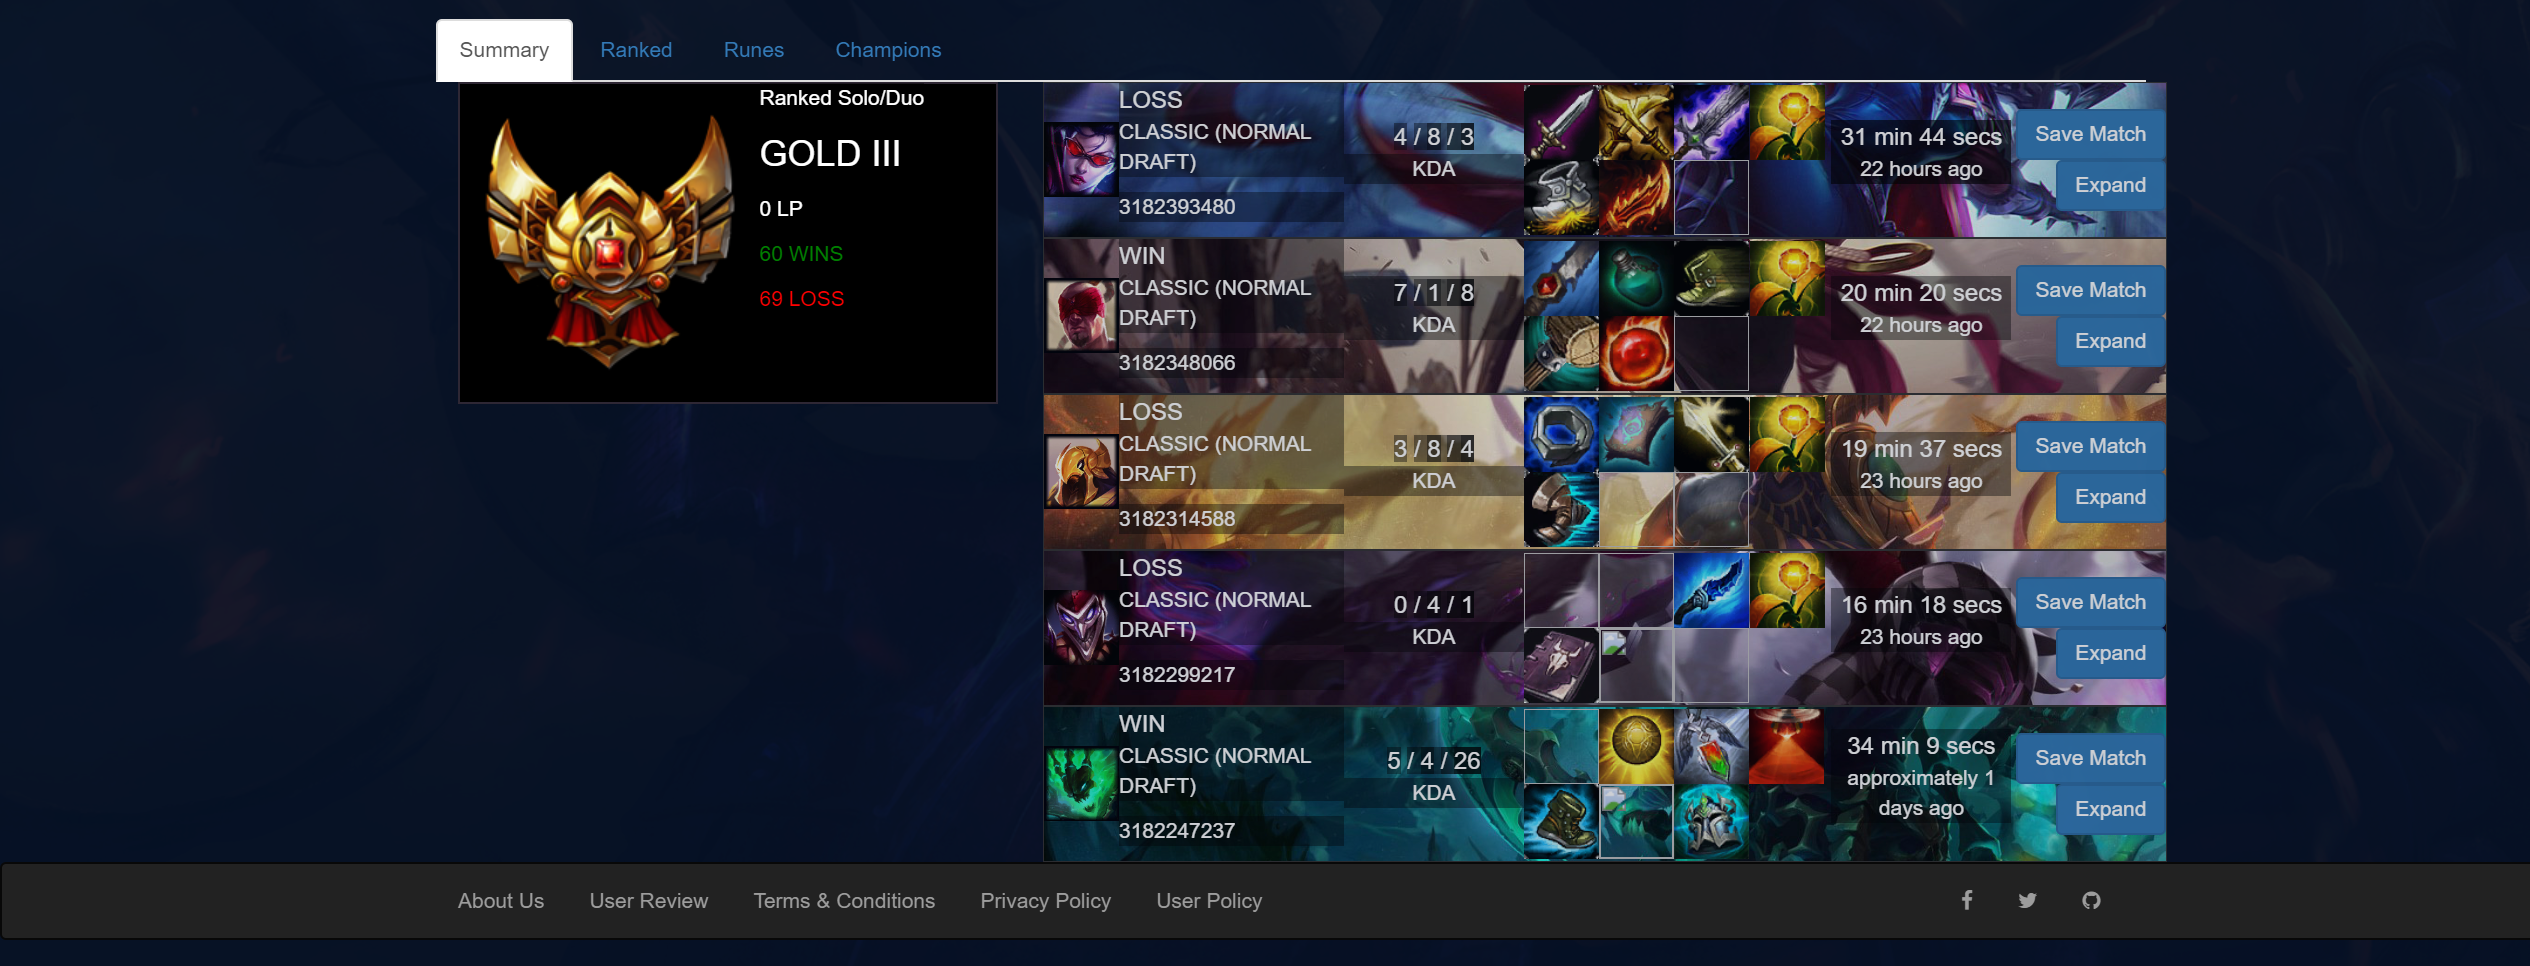 Summary
Ranked
Runes
Champions
Ranked Solo/Duo
GOLD III
0 LP
60 WINS
69 LOSS
LOSS
CLASSIC (NORMAL
DRAFT)
3182393480
4 / 8 / 3
KDA
31 min 44 secs
22 hours ago
Save Match
Expand
WIN
CLASSIC (NORMAL
DRAFT)
3182348066
7 / 1 / 8
KDA
20 min 20 secs
22 hours ago
Save Match
Expand
LOSS
CLASSIC (NORMAL
DRAFT)
3182314588
3 / 8 / 4
KDA
19 min 37 secs
23 hours ago
Save Match
Expand
LOSS
CLASSIC (NORMAL
DRAFT)
3182299217
0 / 4 / 1
KDA
16 min 18 secs
23 hours ago
Save Match
Expand
WIN
CLASSIC (NORMAL
DRAFT)
3182247237
5 / 4 / 26
KDA
34 min 9 secs
approximately 1
days ago
Save Match
Expand
About Us
User Review
Terms & Conditions
Privacy Policy
User Policy